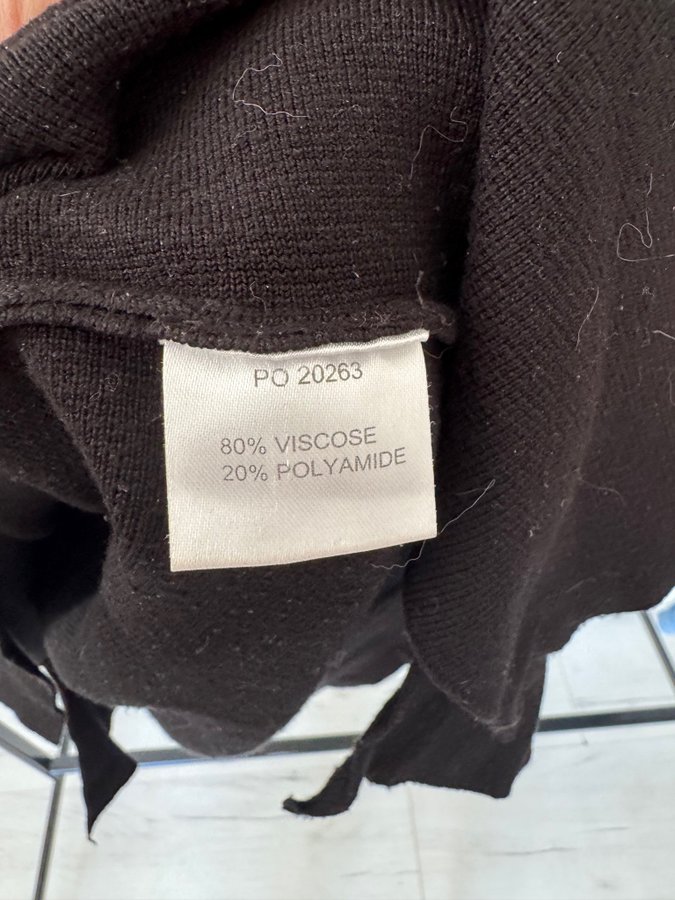 PO 20263
80% VISCOSE
20% POLYAMIDE